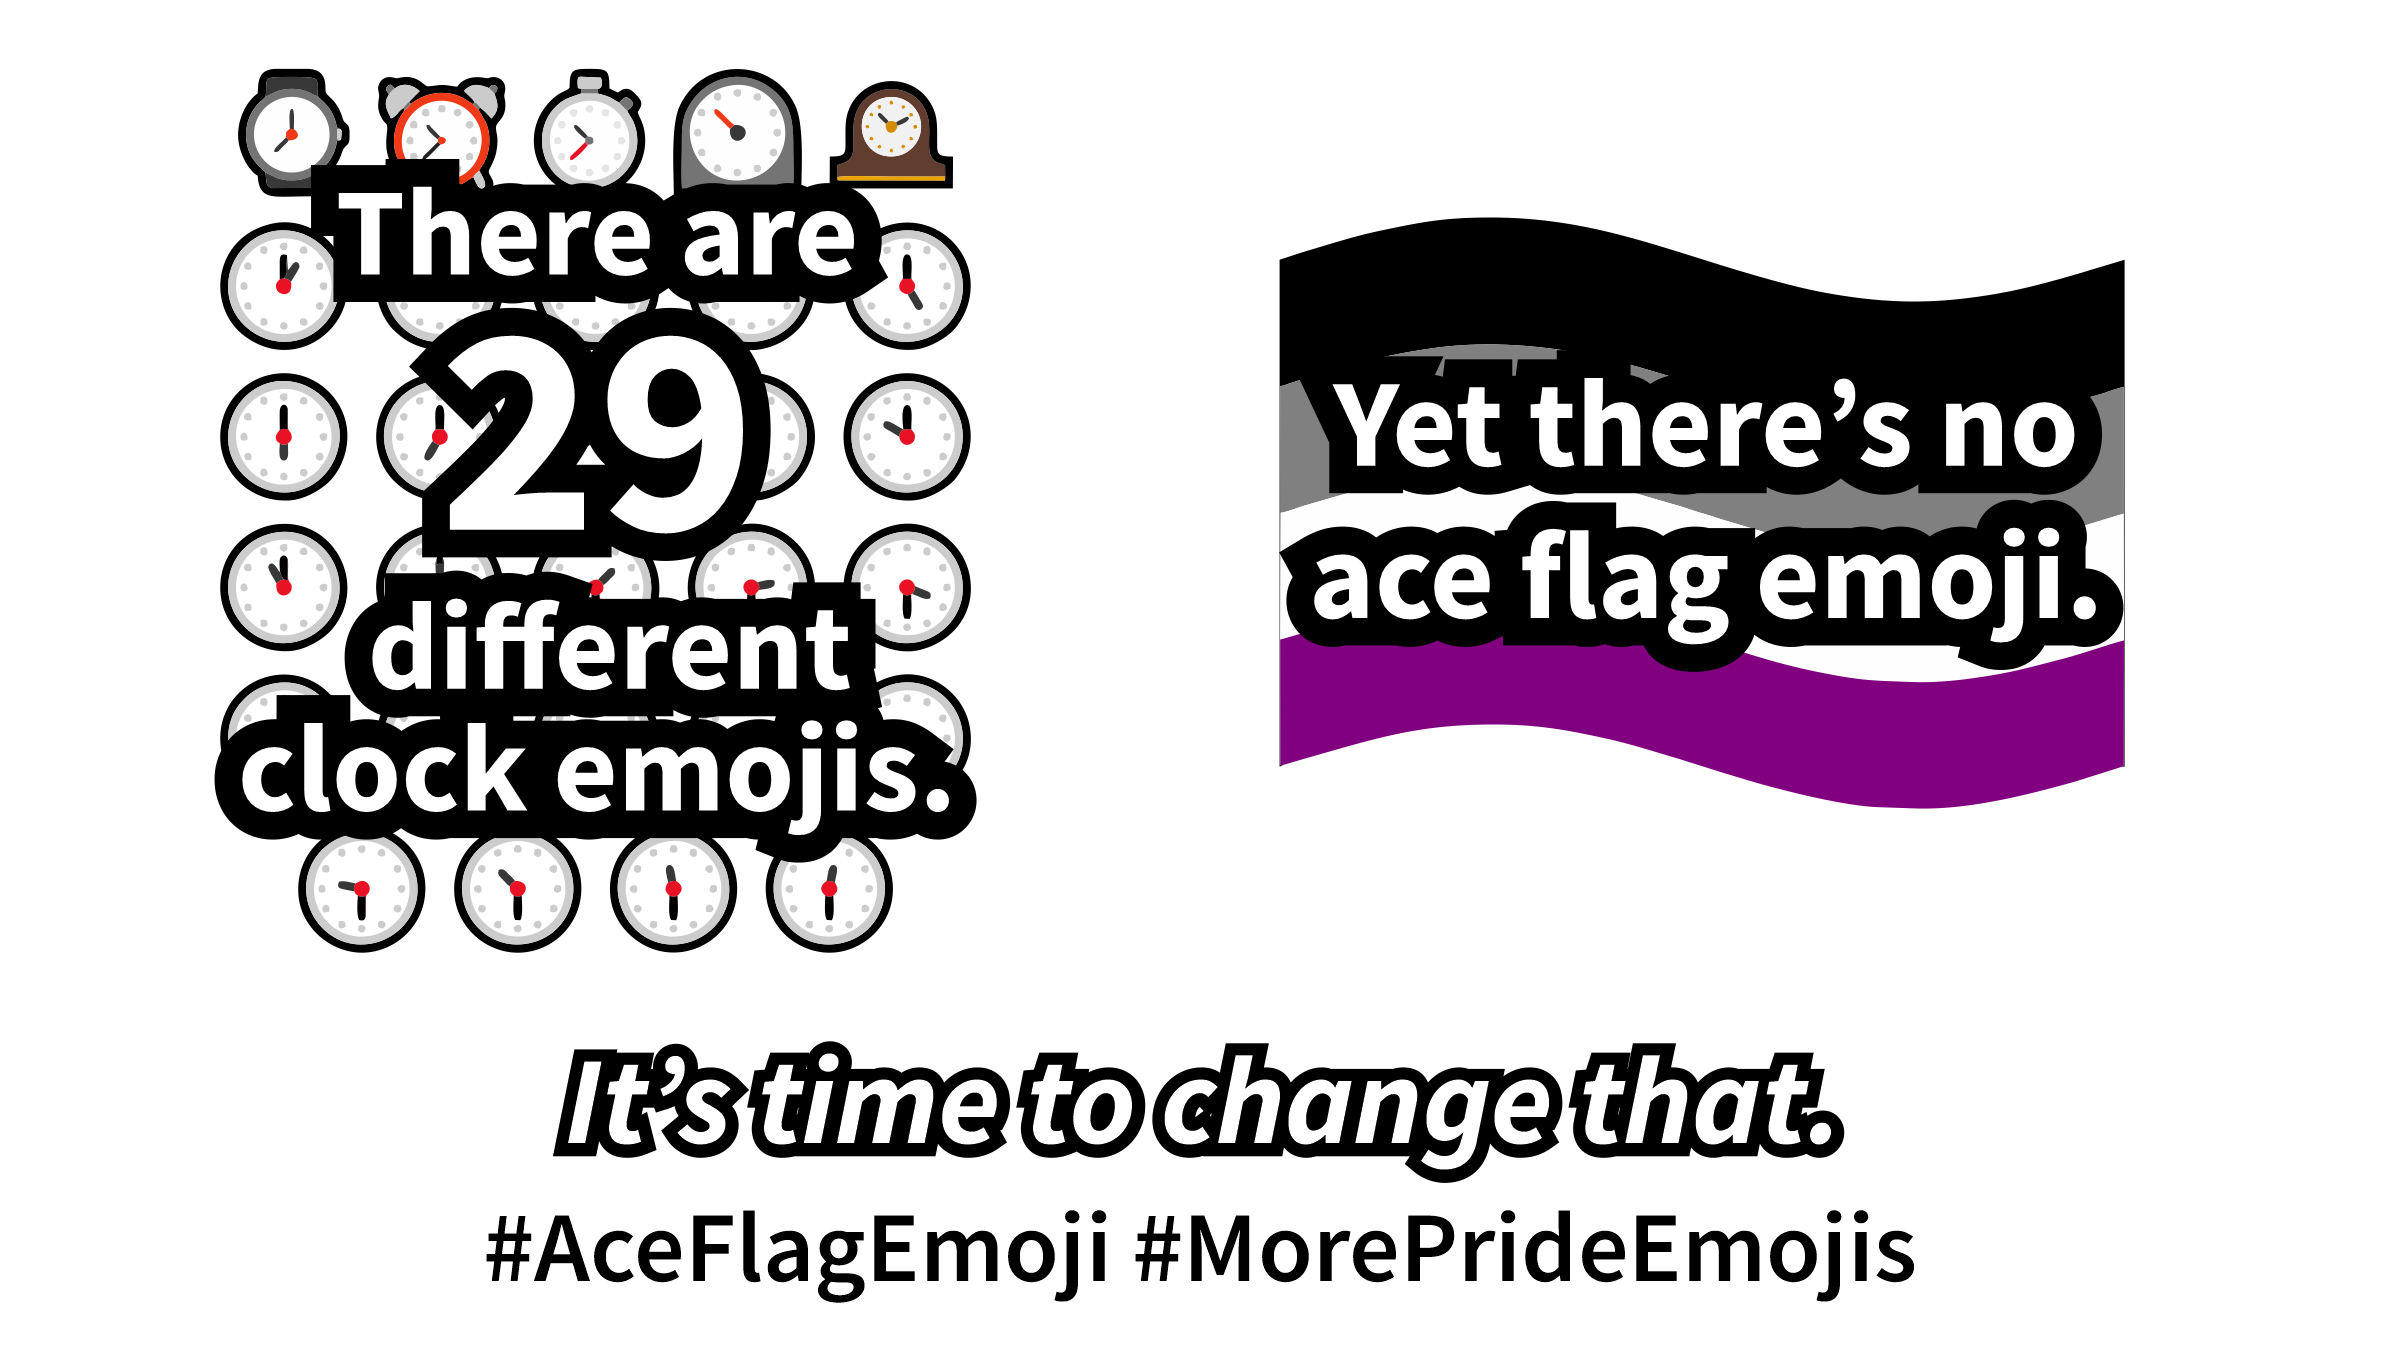 There are
29
different
clock emojis.
Yet there’s no
ace flag emoji.
It’s time to change that.
#AceFlagEmoji #MorePrideEmojis